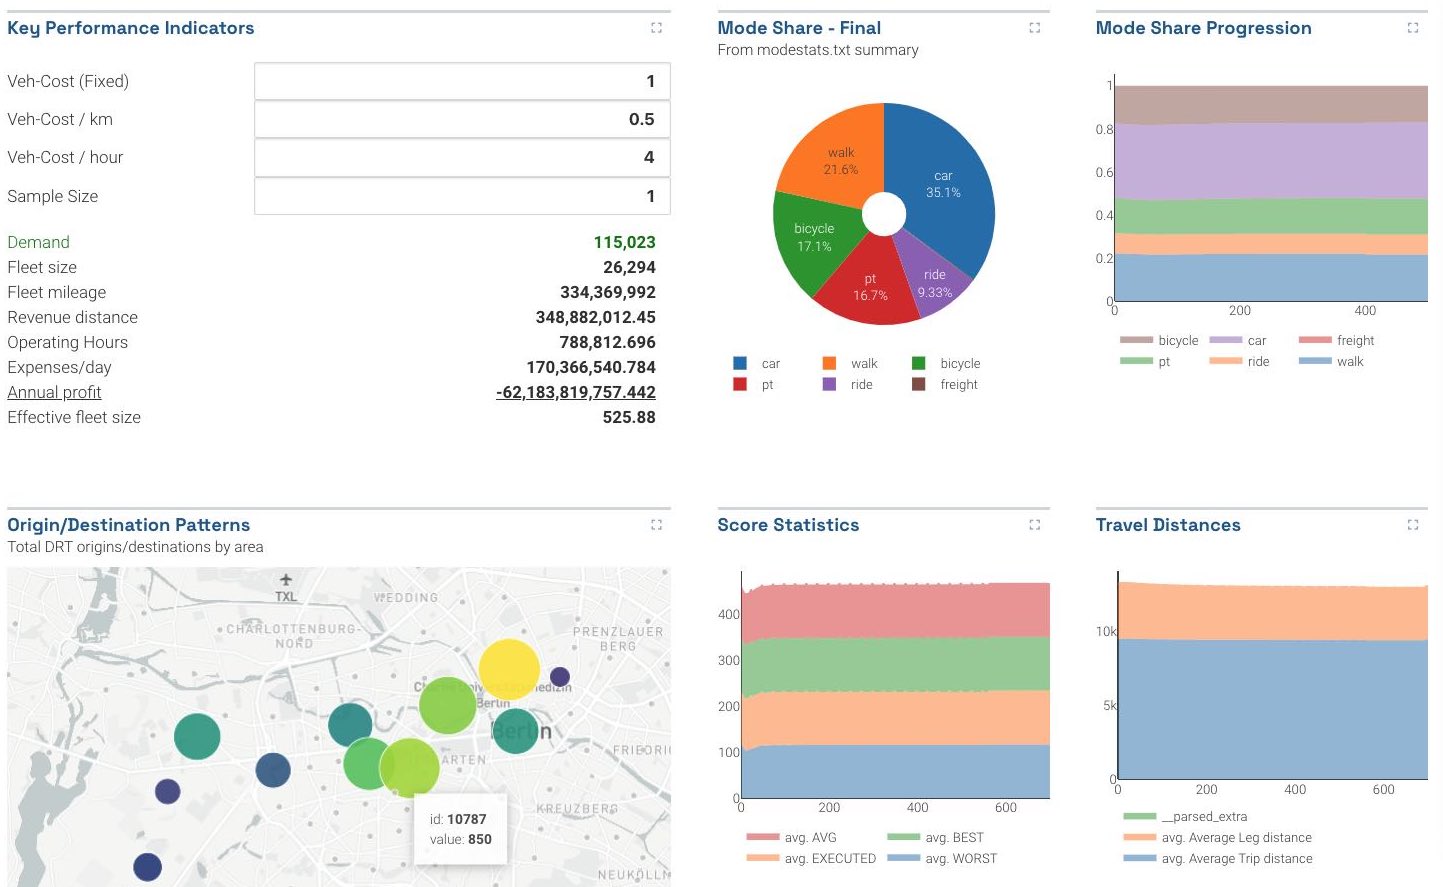 Key Performance Indicators
Veh-Cost (Fixed) 1
Veh-Cost / km 0.5
Veh-Cost / hour 4
Sample Size 1
Demand 115,023
Fleet size 26,294
Fleet mileage 334,369,992
Revenue distance 348,882,012.45
Operating Hours 788,812.696
Expenses/day 170,366,540.784
Annual profit -62,183,819,757.442
Effective fleet size 525.88
Mode Share - Final
From modestats.txt summary
walk
21.6%
car
35.1%
bicycle
17.1%
pt
16.7%
ride
9.33%
car walk bicycle
pt ride freight
Mode Share Progression
1
0.8
0.6
0.4
0.2
0
0 200 400
bicycle car freight
pt ride walk
Origin/Destination Patterns
Total DRT origins/destinations by area
TXL
WEDDING
CHARLOTTENBURG-
NORD
PRENZLAUER
BERG
Berlin
Berlin
ARTEN
KREUZBERG
id: 10787
value: 850
Score Statistics
400
300
200
100
0
0 200 400 600
avg. AVG avg. BEST
avg. EXECUTED avg. WORST
Travel Distances
10k
5k
0
0 200 400 600
__parsed_extra
avg. Average Leg distance
avg. Average Trip distance